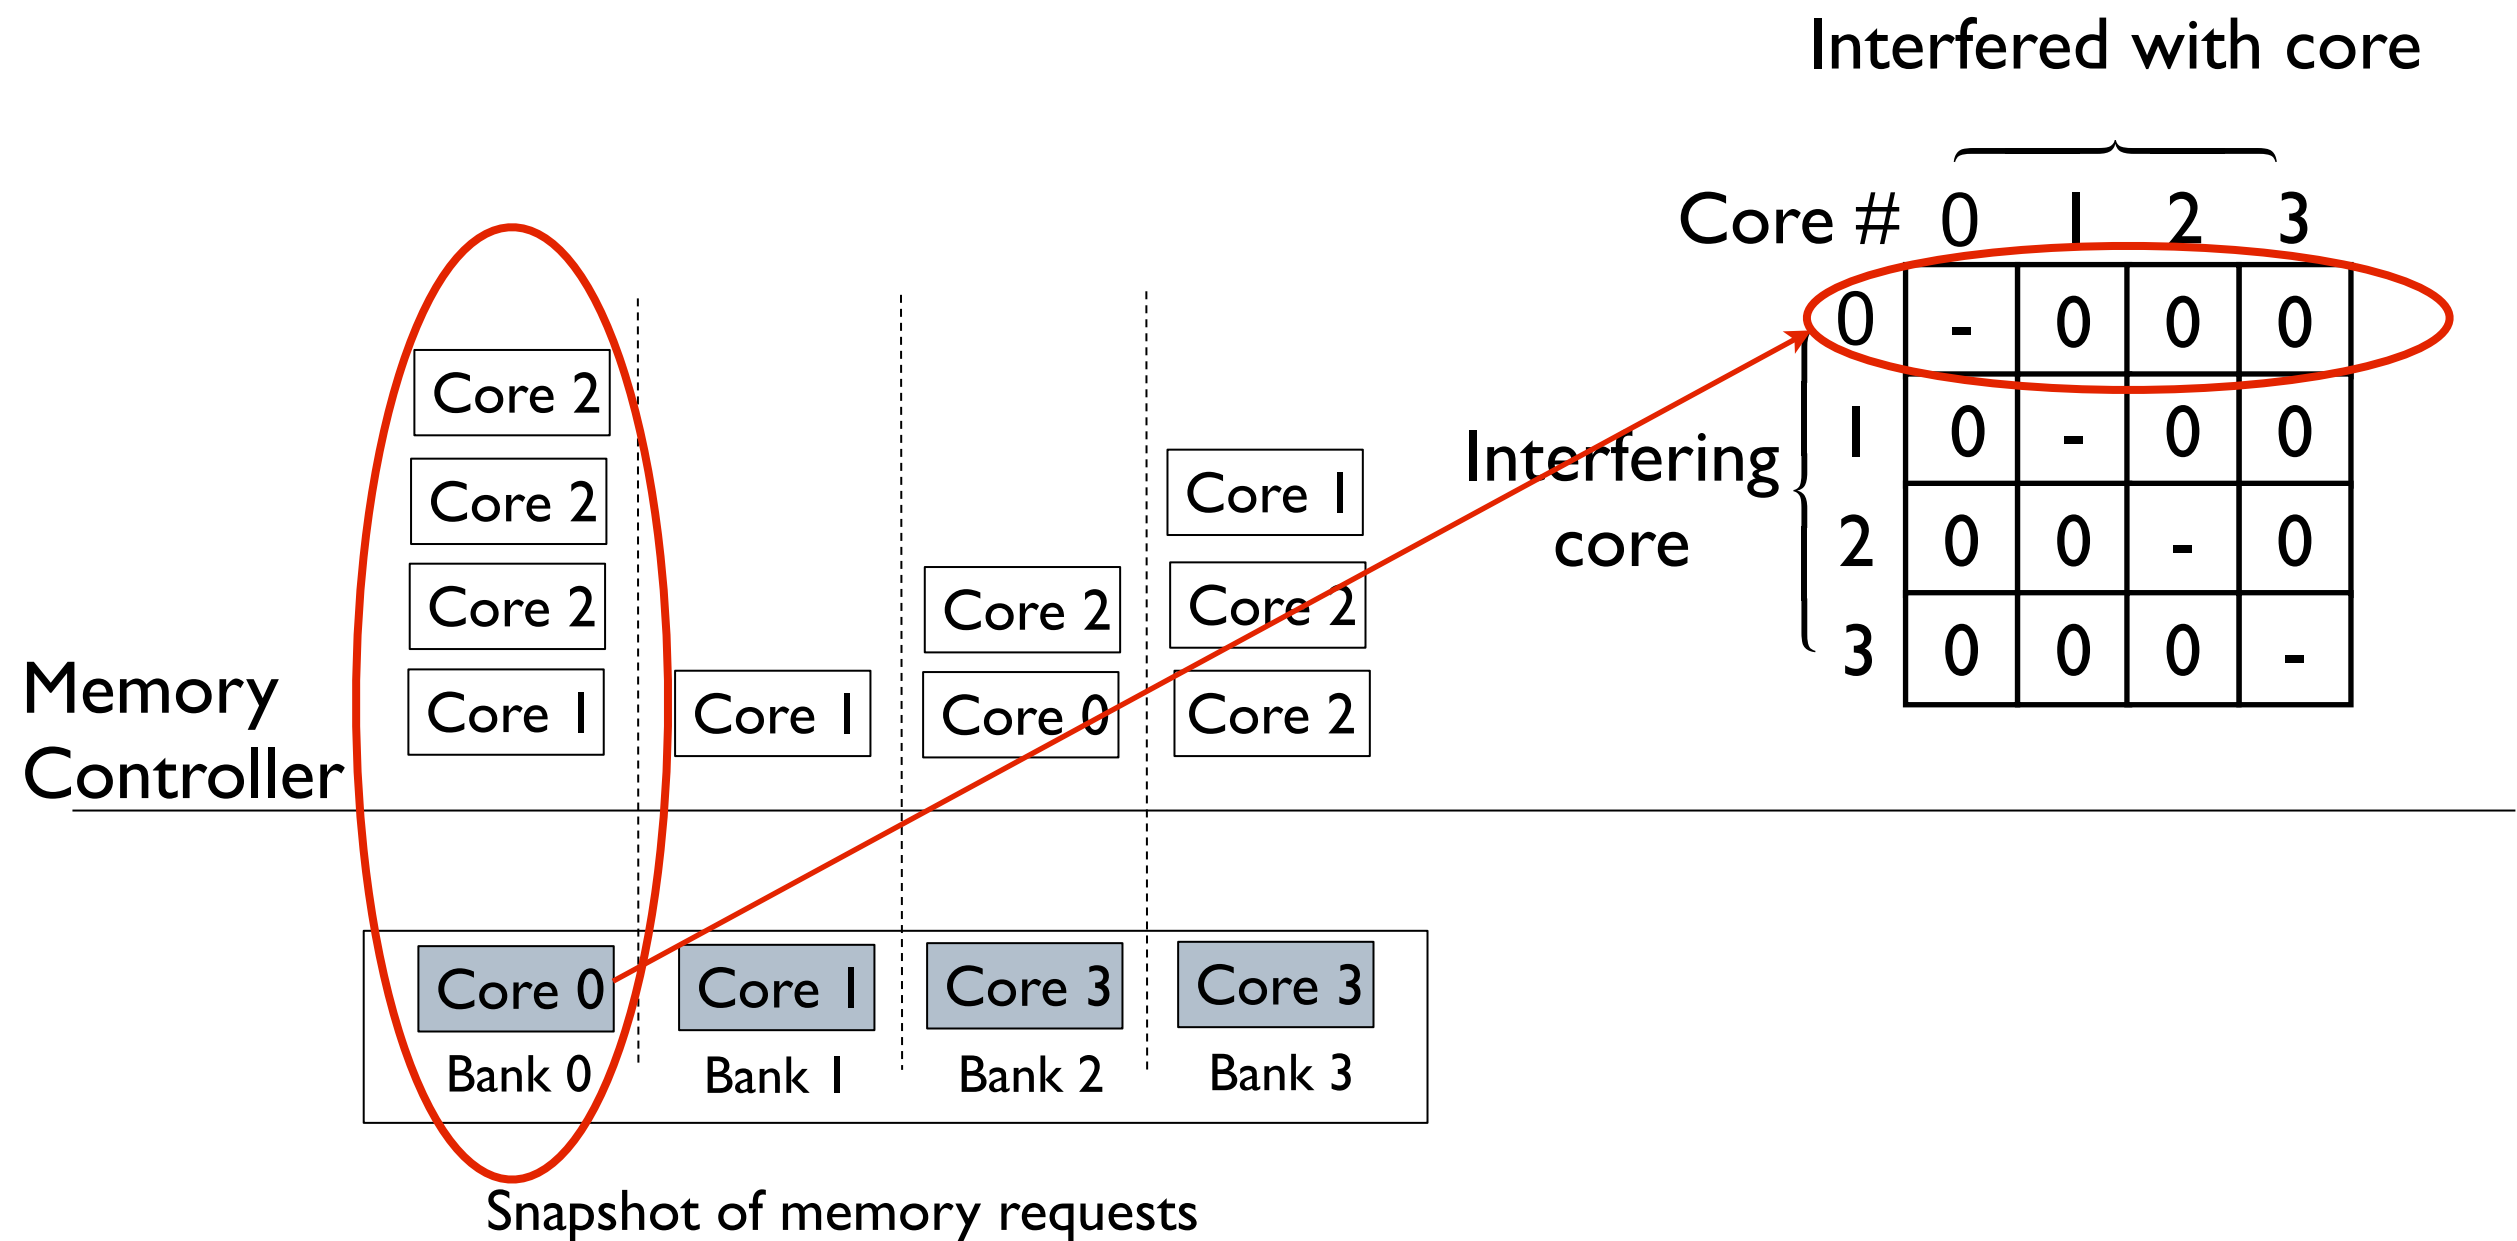 Interfered with core
Core # 0 1 2 3
0 - 0 0 0
1 0 - 0 0
2 0 0 - 0
3 0 0 0 -
Interfering
core
Core 2
Core 2 Core 1
Core 2 Core 2 Core 2
Core 1 Core 1 Core 0 Core 2
Memory
Controller
Core 0 Core 1 Core 3 Core 3
Bank 0 Bank 1 Bank 2 Bank 3
Snapshot of memory requests